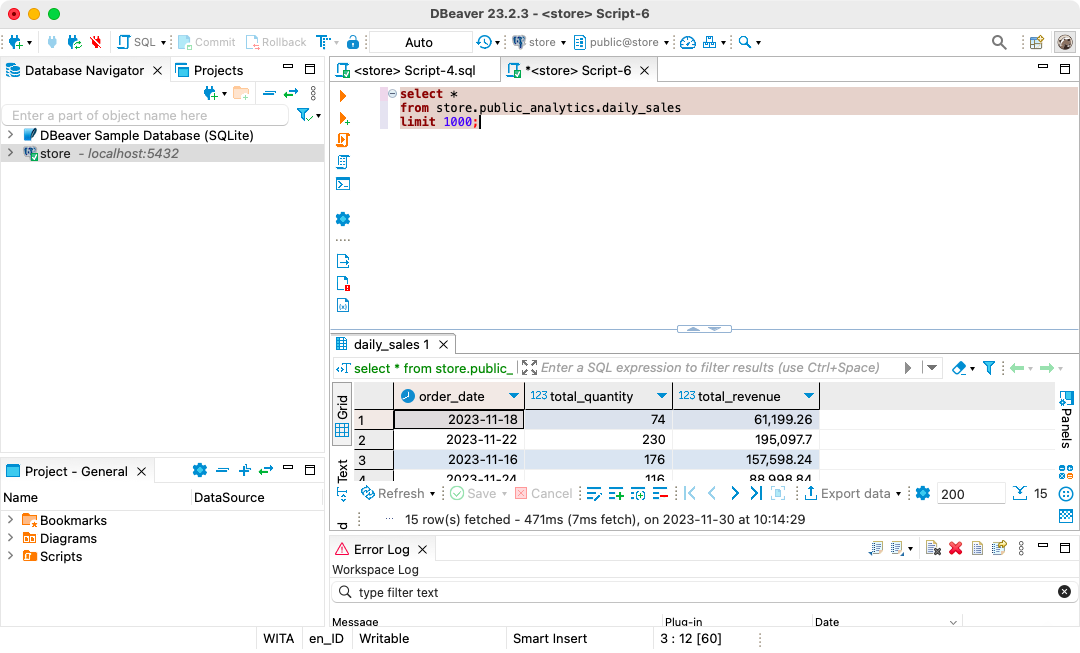 DBeaver 23.2.3 - <store> Script-6
SQL Commit Rollback Auto store public@store
Database Navigator Projects
Enter a part of object name here
DBeaver Sample Database (SQLite)
store - localhost:5432
<store> Script-4.sql *<store> Script-6
select *
from store.public_analytics.daily_sales
limit 1000;
daily_sales 1
select * from store.public_ Enter a SQL expression to filter results (use Ctrl+Space)
Grid
Text
Panels
order_date 123 total_quantity 123 total_revenue
1 2023-11-18 74 61,199.26
2 2023-11-22 230 195,097.7
3 2023-11-16 176 157,598.24
4 2023-11-24 116 88,998.84
Refresh Save Cancel Export data 200 15
15 row(s) fetched - 471ms (7ms fetch), on 2023-11-30 at 10:14:29
Project - General
Name DataSource
Bookmarks
Diagrams
Scripts
Error Log
Workspace Log
type filter text
Message Plug-in Date
WITA en_ID Writable Smart Insert 3 : 12 [60]